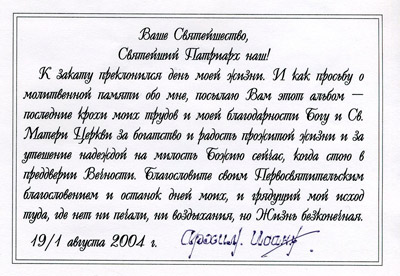 Ваше Святейшество,
Святейший Патриарх наш!
К закату преклонился день моей жизни. И как просьбу о
молитвенной памяти обо мне, посылаю Вам этот альбом —
последние крохи моих трудов и моей благодарности Богу и Св.
Матери Церкви за богатство и радость прожитой жизни и за
утешение надеждой на милость Божию сейчас, когда стою в
преддверии Вечности. Благословите своим Первосвятительским
благословением и останок дней моих, и грядущий мой исход
туда, где нет ни печали, ни воздыхания, но Жизнь безконечная.
19/1 августа 2001 г. Архим. Иоанн.